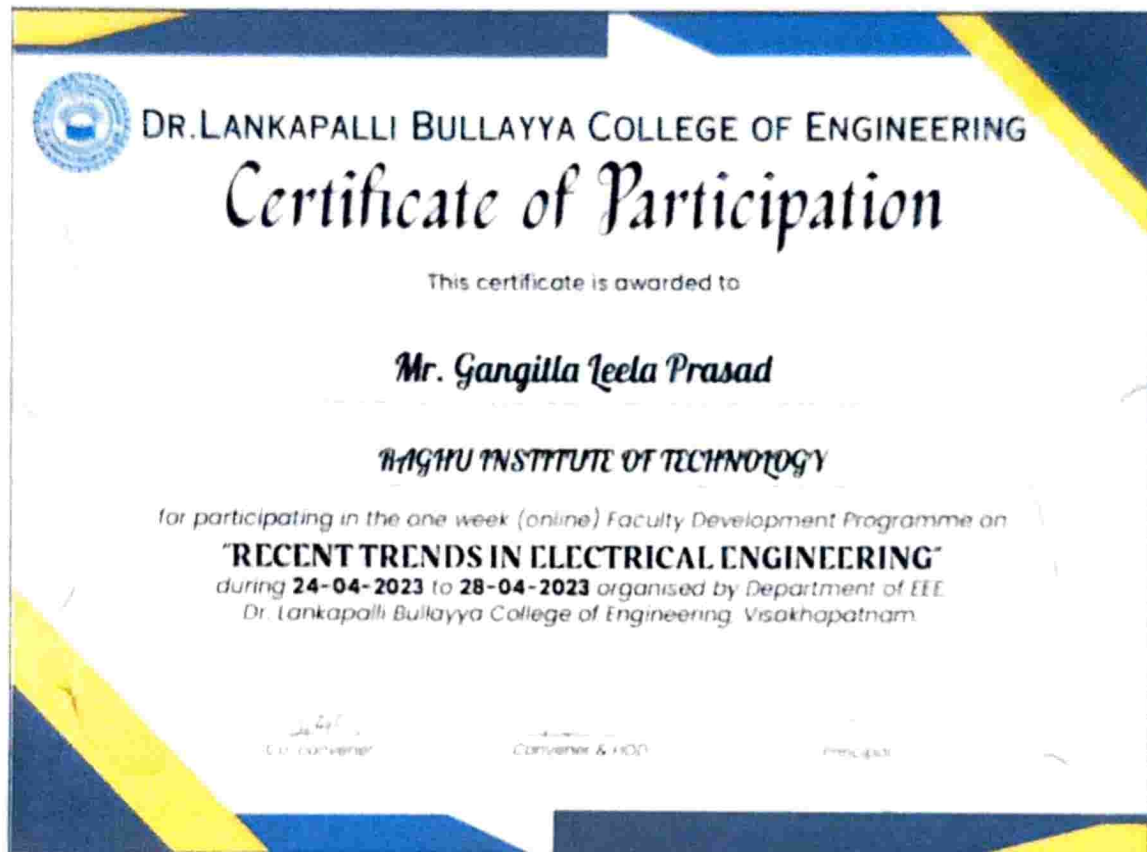 DR.LANKAPALLI BULLAYYA COLLEGE OF ENGINEERING
Certificate of Participation
This certificate is awarded to
Mr. Gangilla Leela Prasad
RAGHU INSTITUTE OF TECHNOLOGY
for participating in the one week (online) Faculty Development Programme on
"RECENT TRENDS IN ELECTRICAL ENGINEERING"
during 24-04-2023 to 28-04-2023 organised by Department of EEE
Dr. Lankapalli Bullayya College of Engineering, Visakhapatnam.
Co. convener
Convener & HOD
Principal